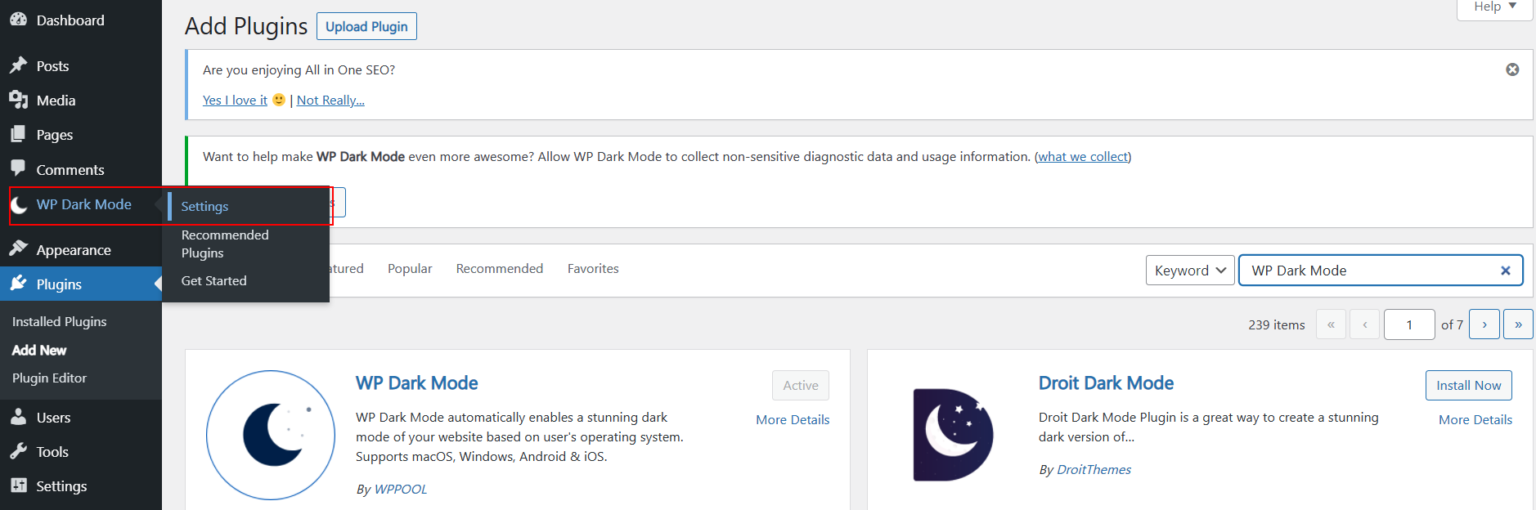 Dashboard
Posts
Media
Pages
Comments
WP Dark Mode
Settings
Recommended
Plugins
Get Started
Appearance
Plugins
Installed Plugins
Add New
Plugin Editor
Users
Tools
Settings
Help
Add Plugins
Upload Plugin
Are you enjoying All in One SEO?
Yes I love it 🙂 | Not Really...
Want to help make WP Dark Mode even more awesome? Allow WP Dark Mode to collect non-sensitive diagnostic data and usage information. (what we collect)
Popular Recommended Favorites
Keyword WP Dark Mode
239 items « ‹ 1 of 7 › »
WP Dark Mode
Active
More Details
WP Dark Mode automatically enables a stunning dark
mode of your website based on user's operating system.
Supports macOS, Windows, Android & iOS.
By WPPOOL
Droit Dark Mode
Install Now
More Details
Droit Dark Mode Plugin is a great way to create a stunning
dark version of...
By DroitThemes